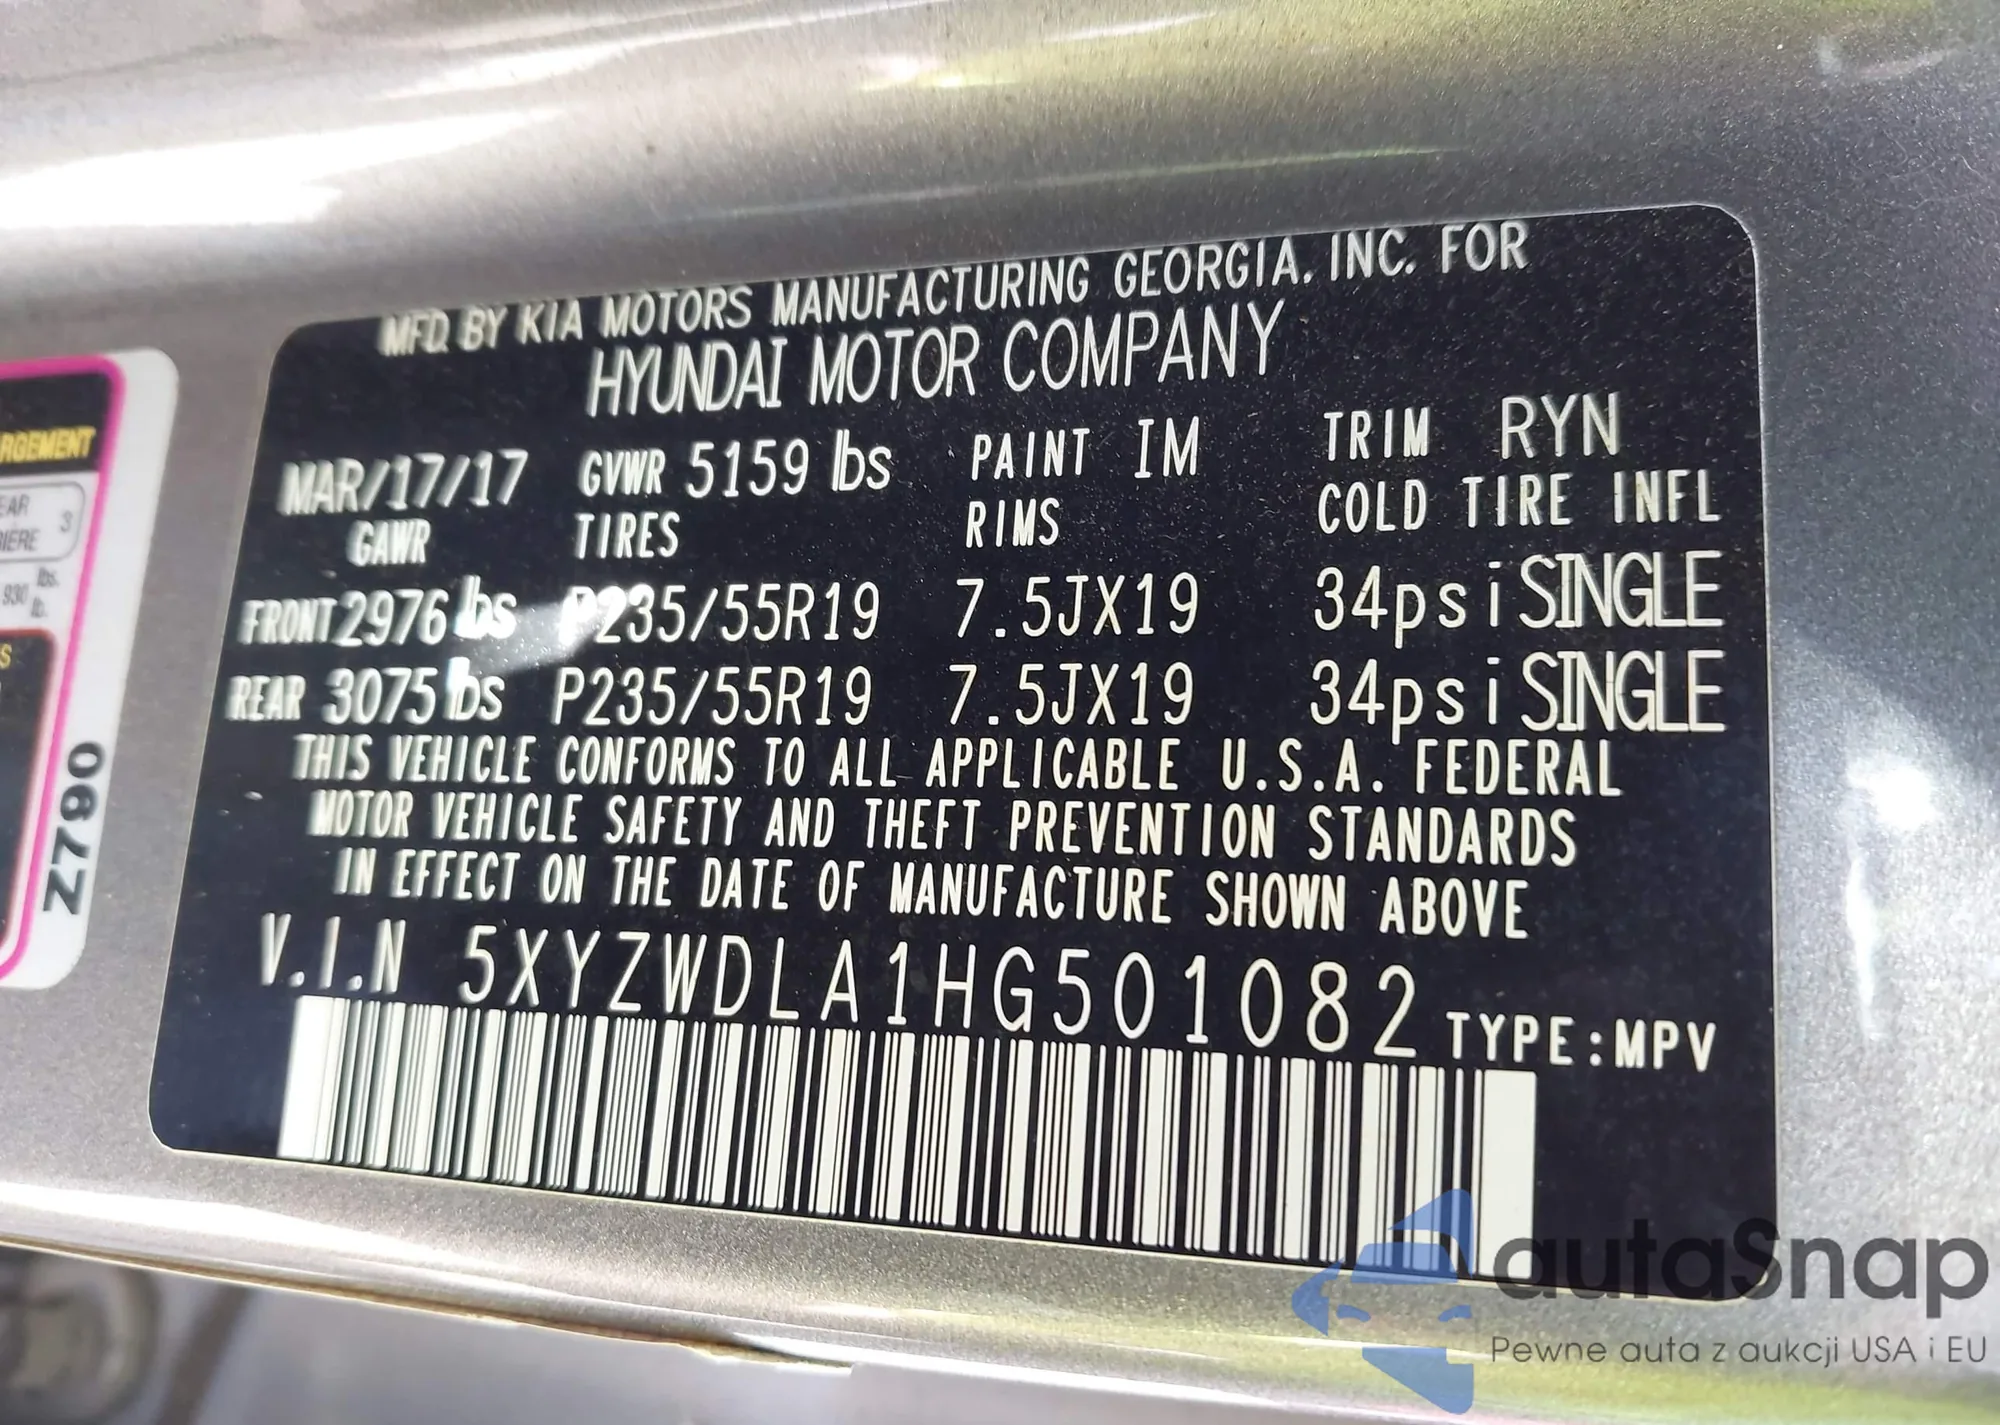 MFD. BY KIA MOTORS MANUFACTURING GEORGIA, INC. FOR
HYUNDAI MOTOR COMPANY
MAR/17/17 GVWR 5159 lbs PAINT IM TRIM RYN
GAWR TIRES RIMS COLD TIRE INFL
FRONT 2976 lbs P235/55R19 7.5JX19 34psi SINGLE
REAR 3075 lbs P235/55R19 7.5JX19 34psi SINGLE
THIS VEHICLE CONFORMS TO ALL APPLICABLE U.S.A. FEDERAL
MOTOR VEHICLE SAFETY AND THEFT PREVENTION STANDARDS
IN EFFECT ON THE DATE OF MANUFACTURE SHOWN ABOVE
V.I.N 5XYZWDLA1HG501082 TYPE:MPV
3
930 lbs.
lb.
Z790
autaSnap
Pewne auta z aukcji USA i EU